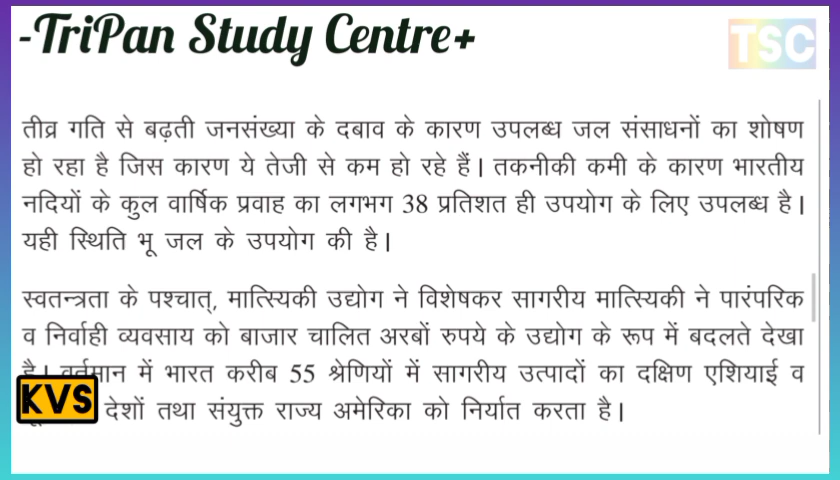 -TriPan Study Centre+
TSC
तीव्र गति से बढ़ती जनसंख्या के दबाव के कारण उपलब्ध जल संसाधनों का शोषण
हो रहा है जिस कारण ये तेजी से कम हो रहे हैं। तकनीकी कमी के कारण भारतीय
नदियों के कुल वार्षिक प्रवाह का लगभग 38 प्रतिशत ही उपयोग के लिए उपलब्ध है।
यही स्थिति भू जल के उपयोग की है।
स्वतन्त्रता के पश्चात्, मात्स्यिकी उद्योग ने विशेषकर सागरीय मात्स्यिकी ने पारंपरिक
व निर्वाही व्यवसाय को बाजार चालित अरबों रुपये के उद्योग के रूप में बदलते देखा
है। वर्तमान में भारत करीब 55 श्रेणियों में सागरीय उत्पादों का दक्षिण एशियाई व
देशों तथा संयुक्त राज्य अमेरिका को निर्यात करता है।
KVS